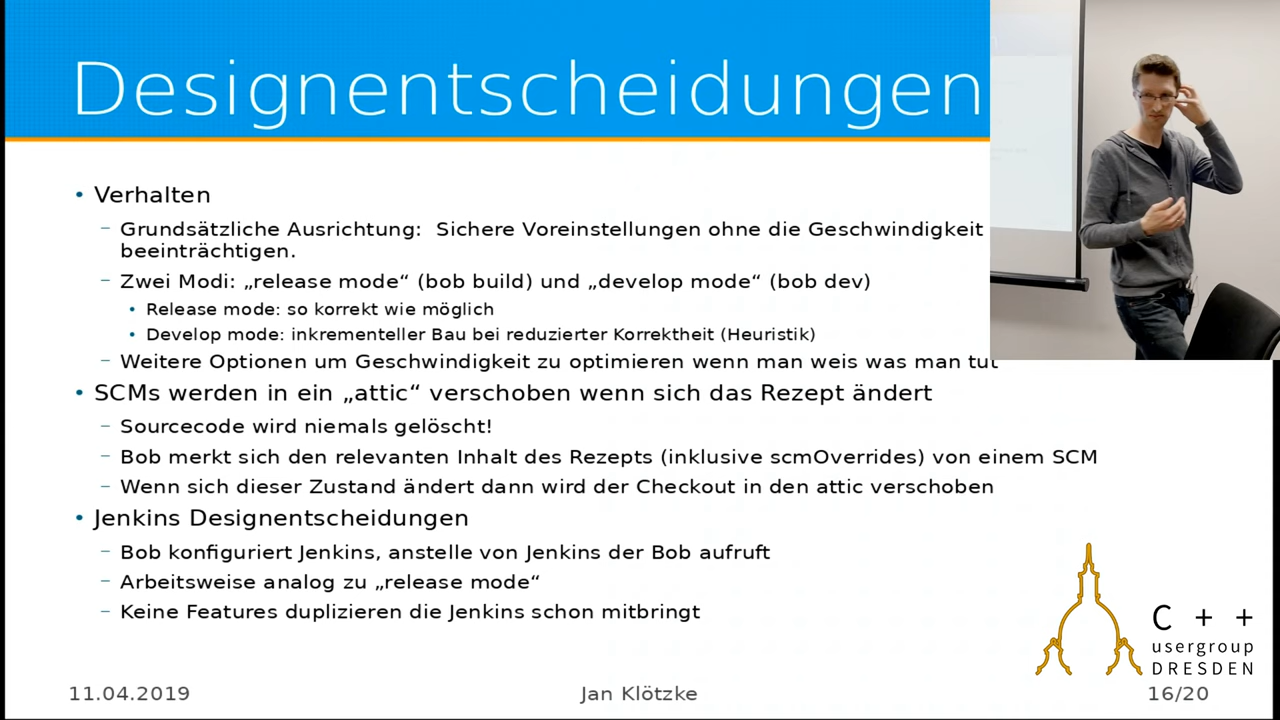 Designentscheidungen
• Verhalten
– Grundsätzliche Ausrichtung: Sichere Voreinstellungen ohne die Geschwindigkeit
beeinträchtigen.
– Zwei Modi: „release mode“ (bob build) und „develop mode“ (bob dev)
• Release mode: so korrekt wie möglich
• Develop mode: inkrementeller Bau bei reduzierter Korrektheit (Heuristik)
– Weitere Optionen um Geschwindigkeit zu optimieren wenn man weis was man tut
• SCMs werden in ein „attic“ verschoben wenn sich das Rezept ändert
– Sourcecode wird niemals gelöscht!
– Bob merkt sich den relevanten Inhalt des Rezepts (inklusive scmOverrides) von einem SCM
– Wenn sich dieser Zustand ändert dann wird der Checkout in den attic verschoben
• Jenkins Designentscheidungen
– Bob konfiguriert Jenkins, anstelle von Jenkins der Bob aufruft
– Arbeitsweise analog zu „release mode“
– Keine Features duplizieren die Jenkins schon mitbringt
C + +
usergroup
DRESDEN
11.04.2019
Jan Klötzke
16/20